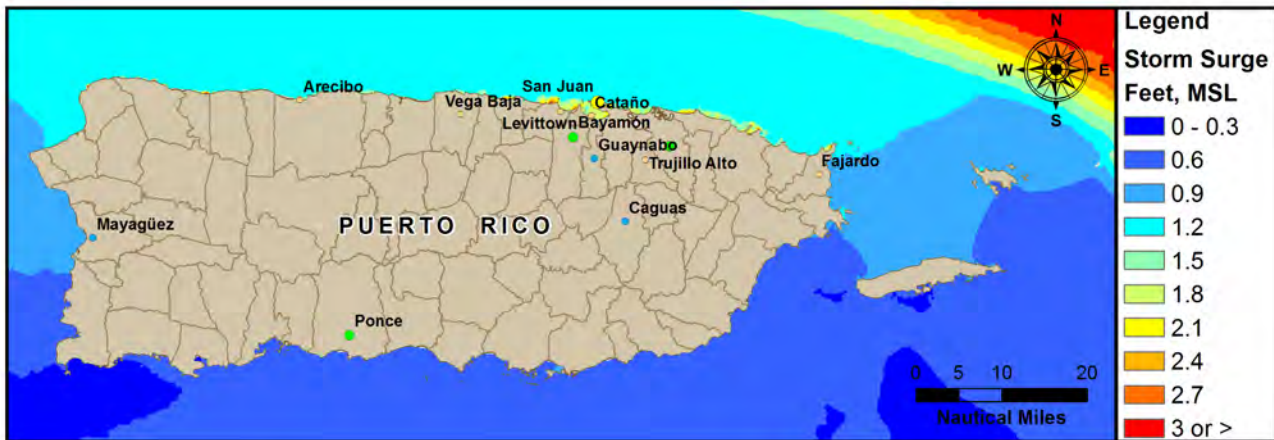 Legend
Storm Surge
Feet, MSL
0 - 0.3
0.6
0.9
1.2
1.5
1.8
2.1
2.4
2.7
3 or >
N
W
E
S
Arecibo
San Juan
Vega Baja
Cataño
Levittown
Bayamón
Guaynabo
Trujillo Alto
Fajardo
Caguas
Mayagüez
PUERTO RICO
Ponce
0 5 10 20
Nautical Miles